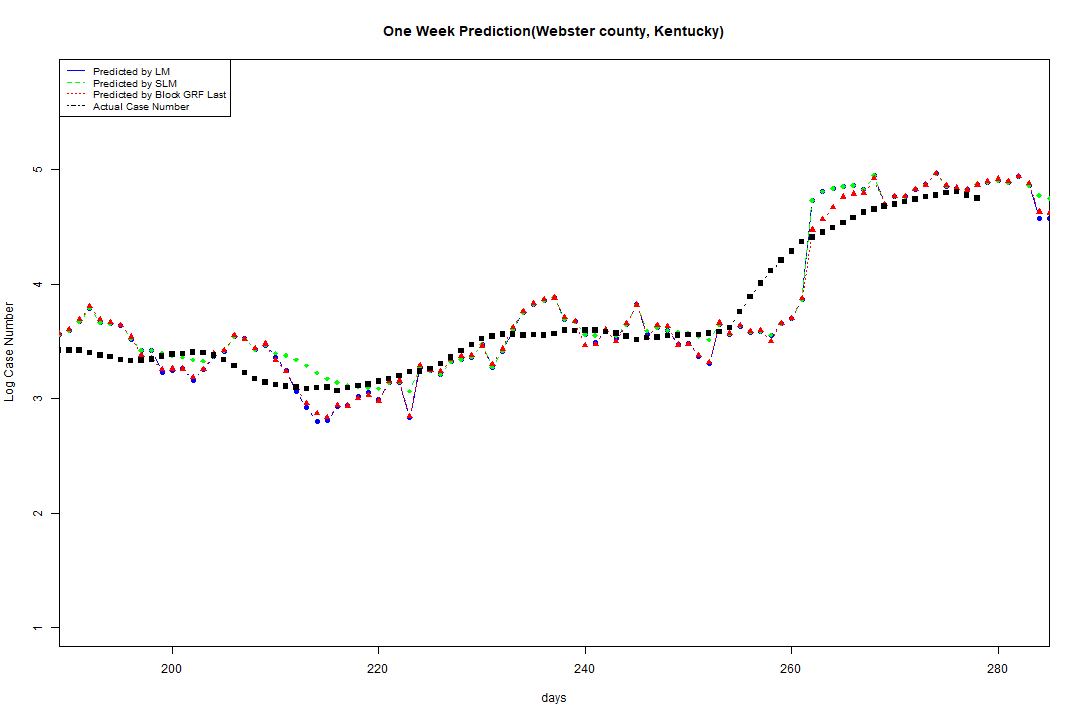 One Week Prediction(Webster county, Kentucky)
Predicted by LM
Predicted by SLM
Predicted by Block GRF Last
Actual Case Number
5
4
3
2
1
Log Case Number
200 220 240 260 280
days